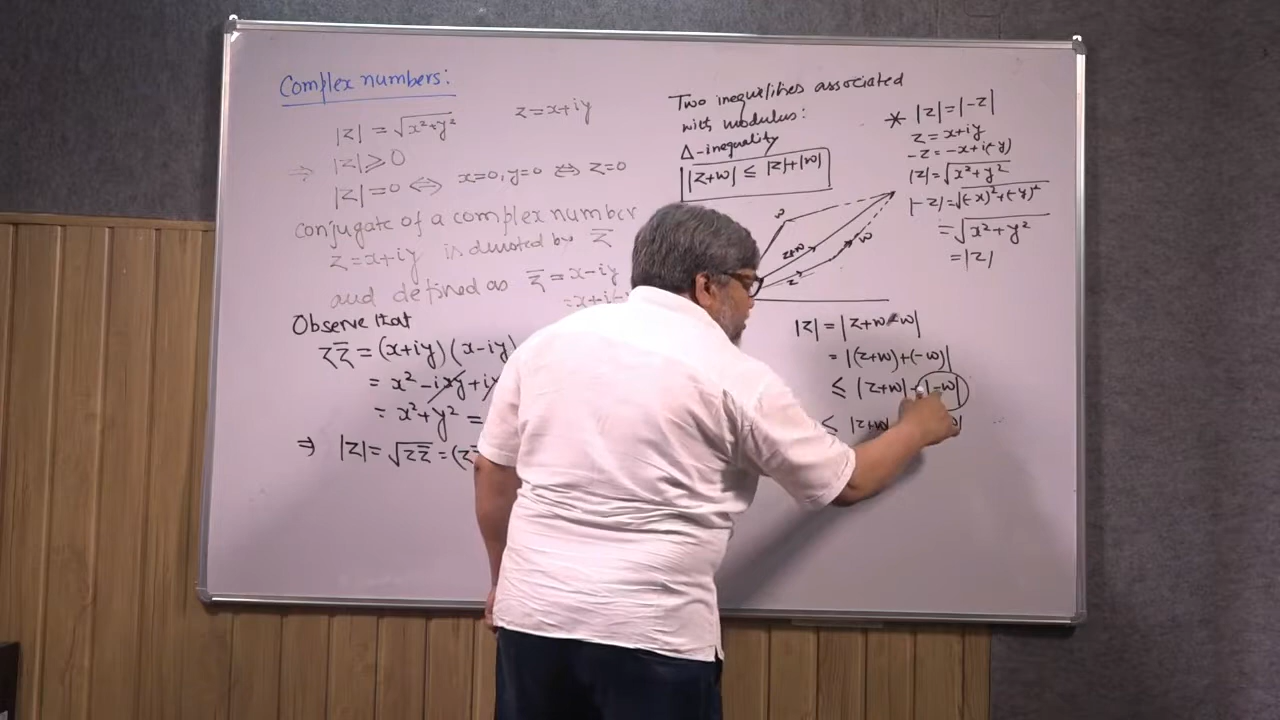 Complex numbers:
|z| = √x²+y²    z = x+iy
⇒ |z| ⩾ 0
|z| = 0 ⇔ x=0, y=0 ⇔ z=0
conjugate of a complex number
z = x+iy is denoted by z̅
and defined as z̅ = x-iy
= x+i(-
Observe that
z z̅ = (x+iy)(x-iy)
= x² - ixy + ix
= x²+y² =
⇒ |z| = √z z̅ = (z
Two inequalities associated
with modulus:
Δ-inequality
|z+w| ≤ |z|+|w|
z+w
z
w
* |z| = |-z|
z = x+iy
-z = -x+i(-y)
|z| = √x²+y²
|-z| = √(-x)²+(-y)²
= √x²+y²
= |z|
|z| = |z+w-w|
= |(z+w)+(-w)|
≤ |z+w| + |-w|
≤ |z+w